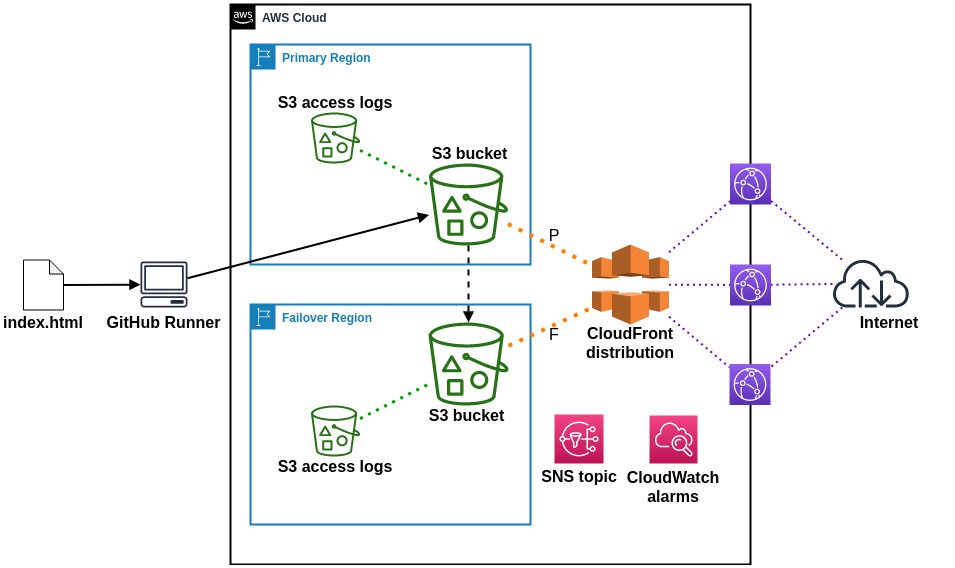 aws
AWS Cloud
Primary Region
S3 access logs
S3 bucket
P
index.html
GitHub Runner
Failover Region
F
CloudFront
distribution
Internet
S3 bucket
S3 access logs
SNS topic
CloudWatch
alarms